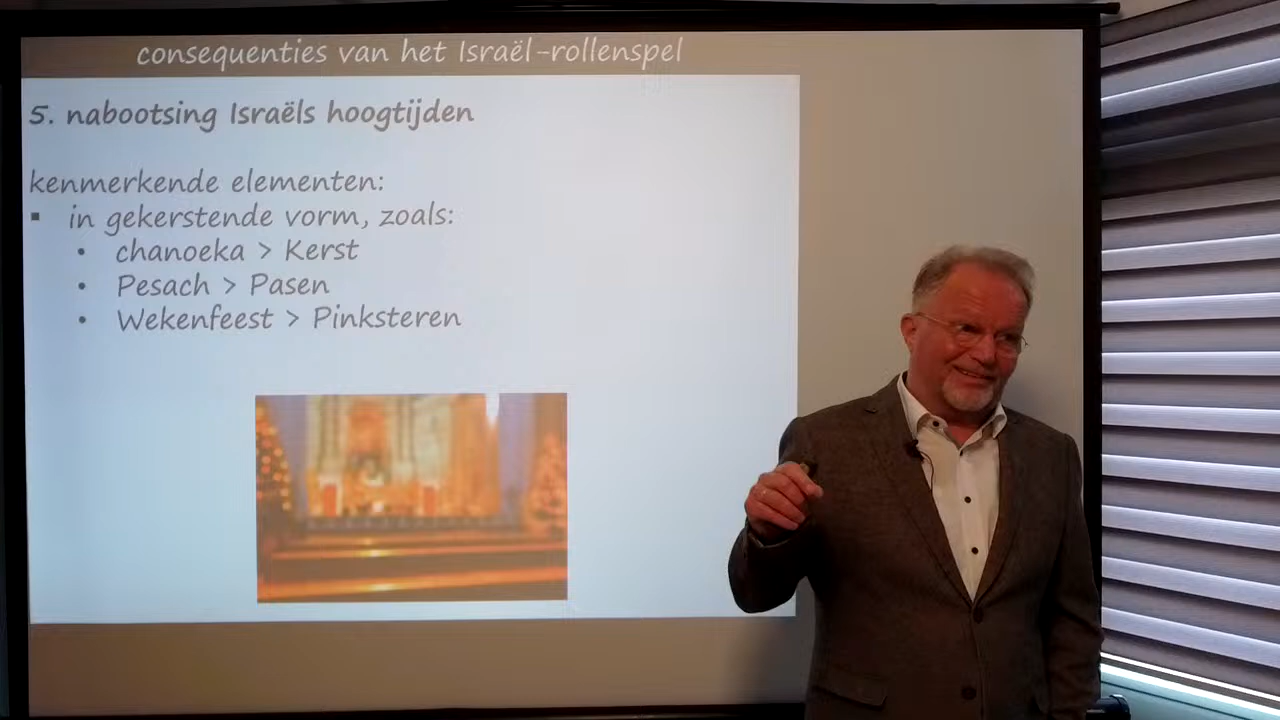 consequenties van het Israël-rollenspel
5. nabootsing Israëls hoogtijden
kenmerkende elementen:
▪ in gekerstende vorm, zoals:
• chanoeka > Kerst
• Pesach > Pasen
• Wekenfeest > Pinksteren